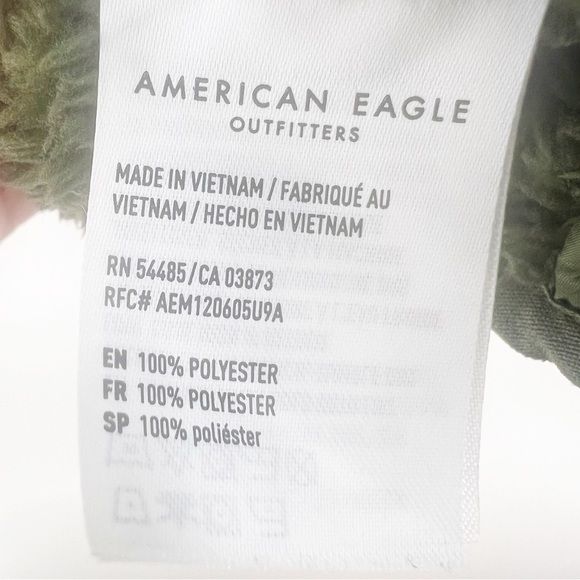 AMERICAN EAGLE
OUTFITTERS
MADE IN VIETNAM / FABRIQUÉ AU
VIETNAM / HECHO EN VIETNAM
RN 54485/CA 03873
RFC# AEM120605U9A
EN 100% POLYESTER
FR 100% POLYESTER
SP 100% poliéster